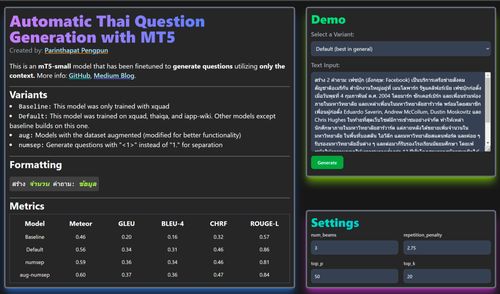 Automatic Thai Question
Generation with MT5
Created by: Parinthapat Pengpun
This is an mt5-small model that has been finetuned to generate questions utilizing only
the context. More info: GitHub, Medium Blog.
Variants
• Baseline: This model was only trained with xquad
• Default: This model was trained on xquad, thaiqa, and iapp-wiki. Other models except
baseline builds on this one.
• aug: Models with the dataset augmented (modified for better functionality)
• numsep: Generate questions with "<1>" instead of "1." for separation
Formatting
สร้าง จำนวน คำถาม: ข้อมูล
Metrics
Model Meteor GLEU BLEU-4 CHRF ROUGE-L
Baseline 0.46 0.20 0.16 0.32 0.57
Default 0.56 0.34 0.31 0.46 0.86
numsep 0.59 0.36 0.34 0.46 0.81
aug-numsep 0.60 0.37 0.36 0.47 0.84
Demo
Select a Variant:
Default (best in general)
Text Input:
สร้าง 2 คำถาม: เฟซบุ๊ก (อังกฤษ: Facebook) เป็นบริการเครือข่ายสังคม
สัญชาติอเมริกัน สำนักงานใหญ่อยู่ที่ เมนโลพาร์ก รัฐแคลิฟอร์เนีย เฟซบุ๊กก่อตั้ง
เมื่อวันพุธที่ 4 กุมภาพันธ์ ค.ศ. 2004 โดยมาร์ก ซักเคอร์เบิร์ก และเพื่อนร่วมห้อง
ภายในมหาวิทยาลัย และเหล่าเพื่อนในมหาวิทยาลัยฮาร์วาร์ด พร้อมโดยสมาชิก
เพื่อนผู้ก่อตั้ง Eduardo Saverin, Andrew McCollum, Dustin Moskovitz และ
Chris Hughes ในท้ายที่สุดเว็บไซต์มีการเข้าชมอย่างจำกัด ทำให้เหล่า
นักศึกษาภายในมหาวิทยาลัยฮาร์วาร์ด แต่ภายหลังได้ขยายเพิ่มจำนวนใน
มหาวิทยาลัย ในพื้นที่บอสตัน ไอวีลีก และมหาวิทยาลัยสแตนฟอร์ด และค่อย ๆ
รับรองมหาวิทยาลัยอื่นต่าง ๆ และต่อมาก็รับรองโรงเรียนมัธยมศึกษา โดยเฟ
Generate
Settings
num_beams repetition_penalty
3 2.75
top_p top_k
50 20